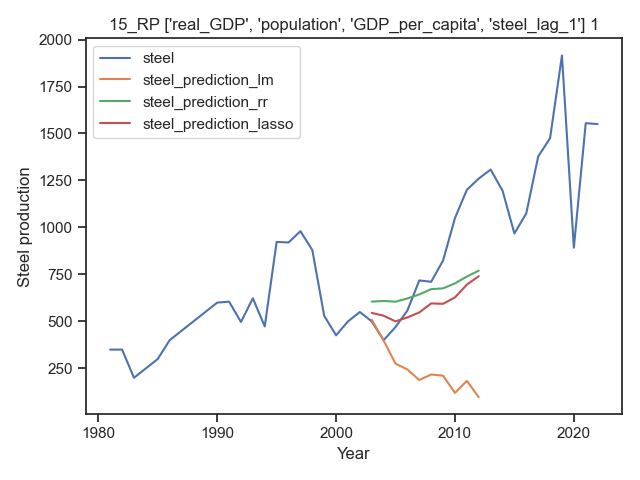 15_RP ['real_GDP', 'population', 'GDP_per_capita', 'steel_lag_1'] 1
steel
steel_prediction_lm
steel_prediction_rr
steel_prediction_lasso
Steel production
2000
1750
1500
1250
1000
750
500
250
1980
1990
2000
2010
2020
Year